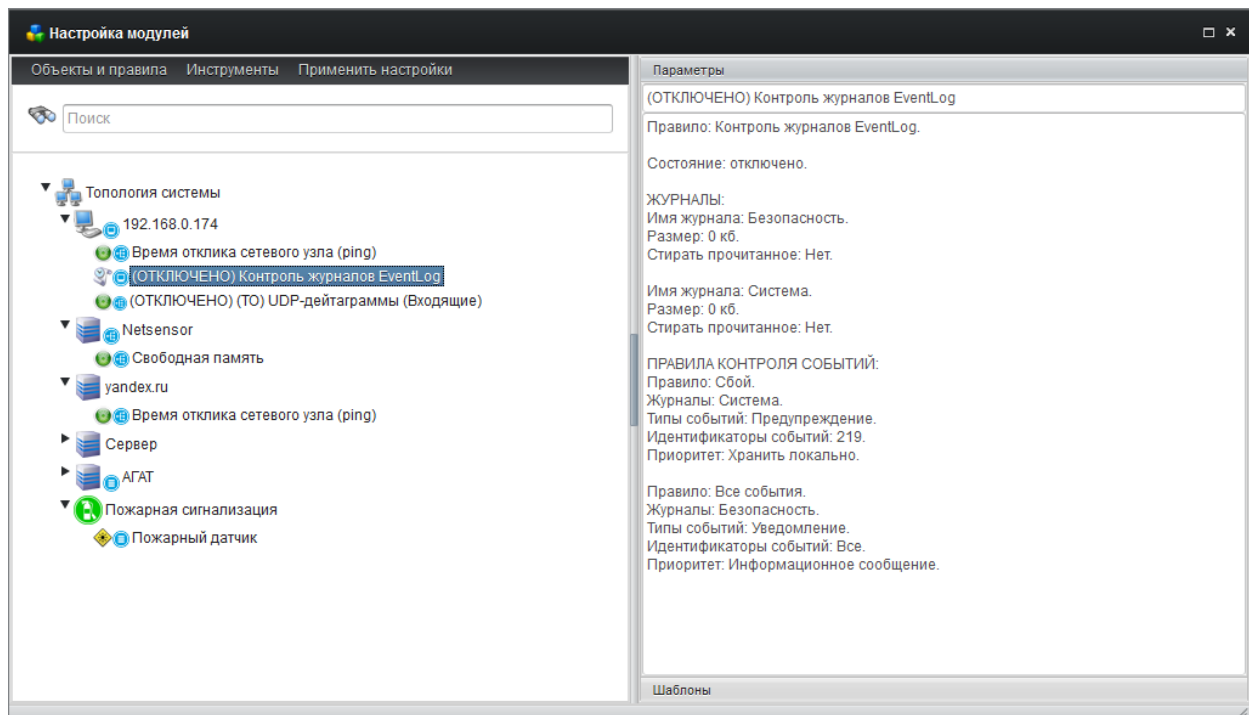 Настройка модулей
Объекты и правила Инструменты Применить настройки
Поиск
Топология системы
192.168.0.174
Время отклика сетевого узла (ping)
(ОТКЛЮЧЕНО) Контроль журналов EventLog
(ОТКЛЮЧЕНО) (ТО) UDP-дейтаграммы (Входящие)
Netsensor
Свободная память
yandex.ru
Время отклика сетевого узла (ping)
Сервер
АГАТ
Пожарная сигнализация
Пожарный датчик
Параметры
(ОТКЛЮЧЕНО) Контроль журналов EventLog
Правило: Контроль журналов EventLog.
Состояние: отключено.
ЖУРНАЛЫ:
Имя журнала: Безопасность.
Размер: 0 кб.
Стирать прочитанное: Нет.
Имя журнала: Система.
Размер: 0 кб.
Стирать прочитанное: Нет.
ПРАВИЛА КОНТРОЛЯ СОБЫТИЙ:
Правило: Сбой.
Журналы: Система.
Типы событий: Предупреждение.
Идентификаторы событий: 219.
Приоритет: Хранить локально.
Правило: Все события.
Журналы: Безопасность.
Типы событий: Уведомление.
Идентификаторы событий: Все.
Приоритет: Информационное сообщение.
Шаблоны